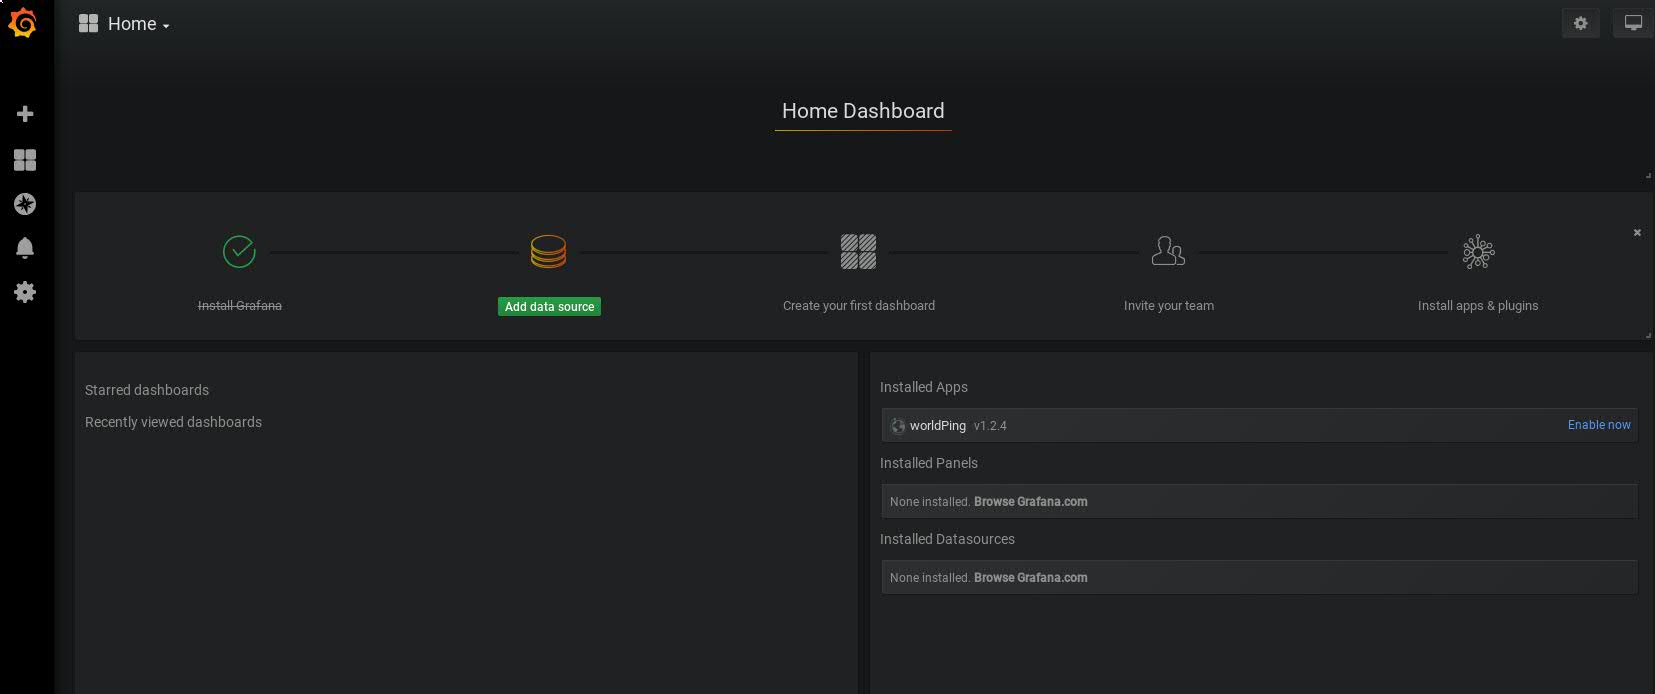 Home
Home Dashboard
Install Grafana
Add data source
Create your first dashboard
Invite your team
Install apps & plugins
Starred dashboards
Recently viewed dashboards
Installed Apps
worldPing v1.2.4 Enable now
Installed Panels
None installed. Browse Grafana.com
Installed Datasources
None installed. Browse Grafana.com